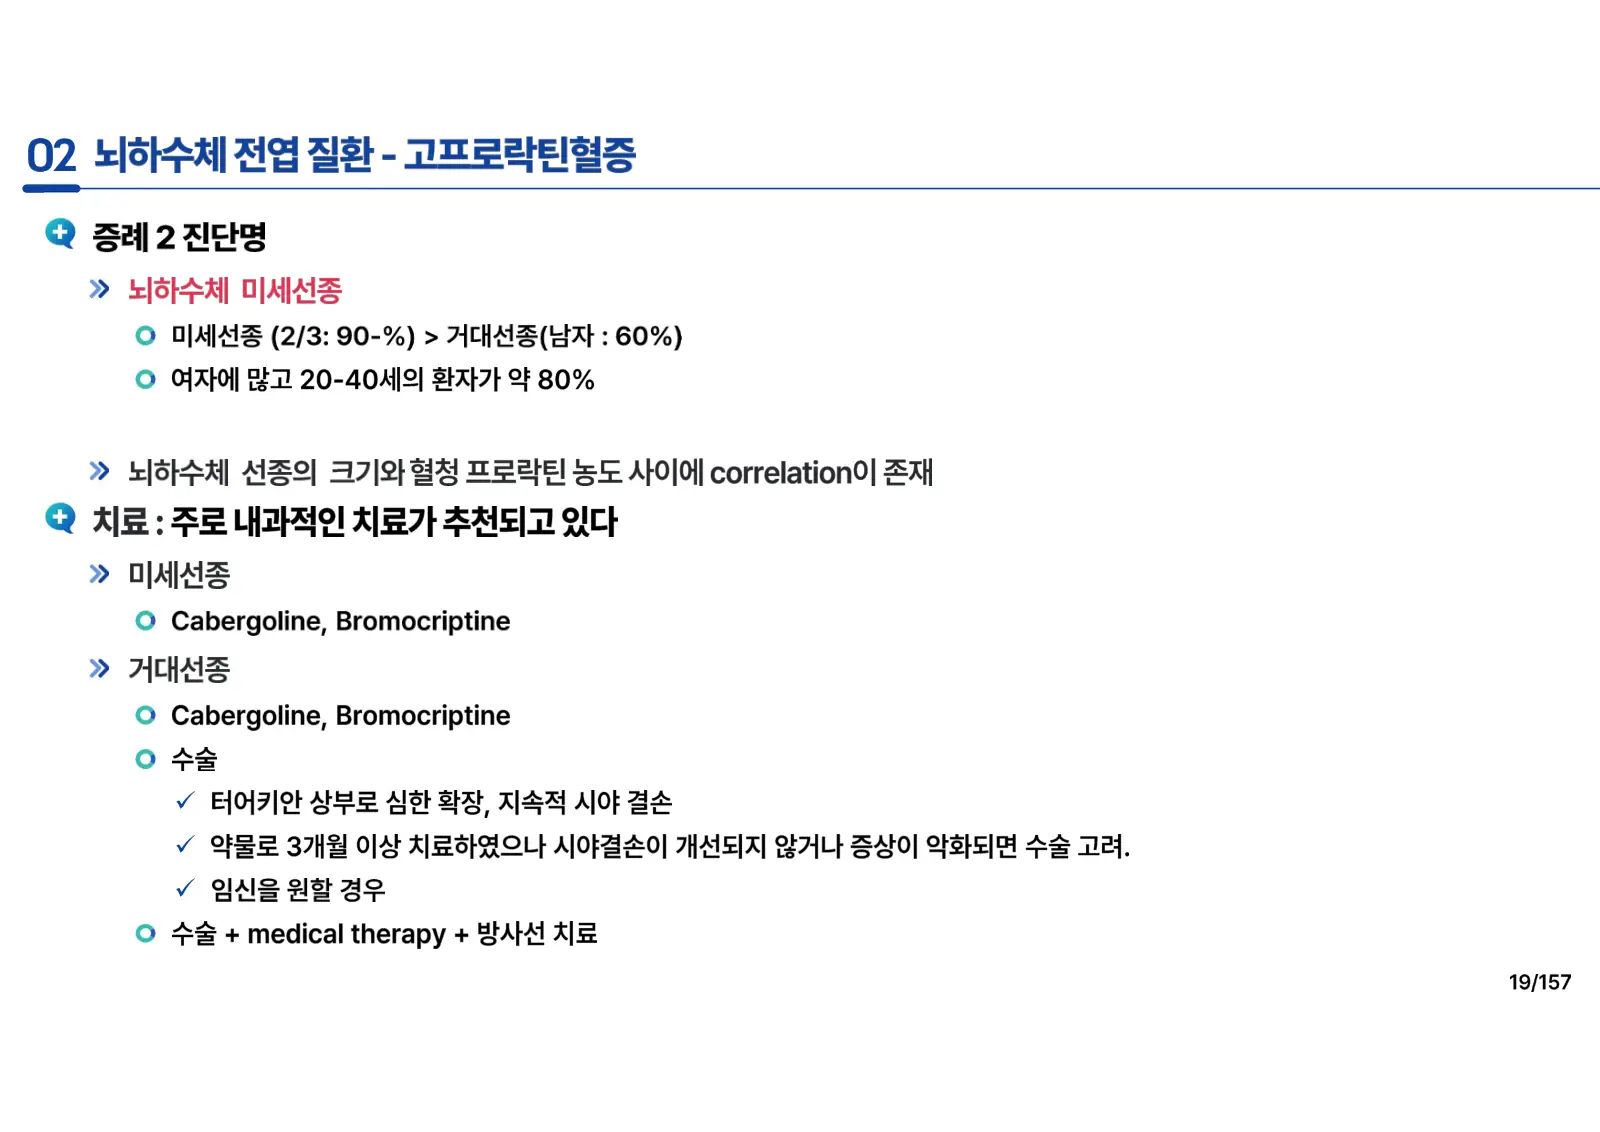 02 뇌하수체 전엽 질환 - 고프로락틴혈증
증례 2 진단명
뇌하수체 미세선종
미세선종 (2/3: 90-%) > 거대선종(남자 : 60%)
여자에 많고 20-40세의 환자가 약 80%
뇌하수체 선종의 크기와 혈청 프로락틴 농도 사이에 correlation이 존재
치료 : 주로 내과적인 치료가 추천되고 있다
미세선종
Cabergoline, Bromocriptine
거대선종
Cabergoline, Bromocriptine
수술
터어키안 상부로 심한 확장, 지속적 시야 결손
약물로 3개월 이상 치료하였으나 시야결손이 개선되지 않거나 증상이 악화되면 수술 고려.
임신을 원할 경우
수술 + medical therapy + 방사선 치료
19/157